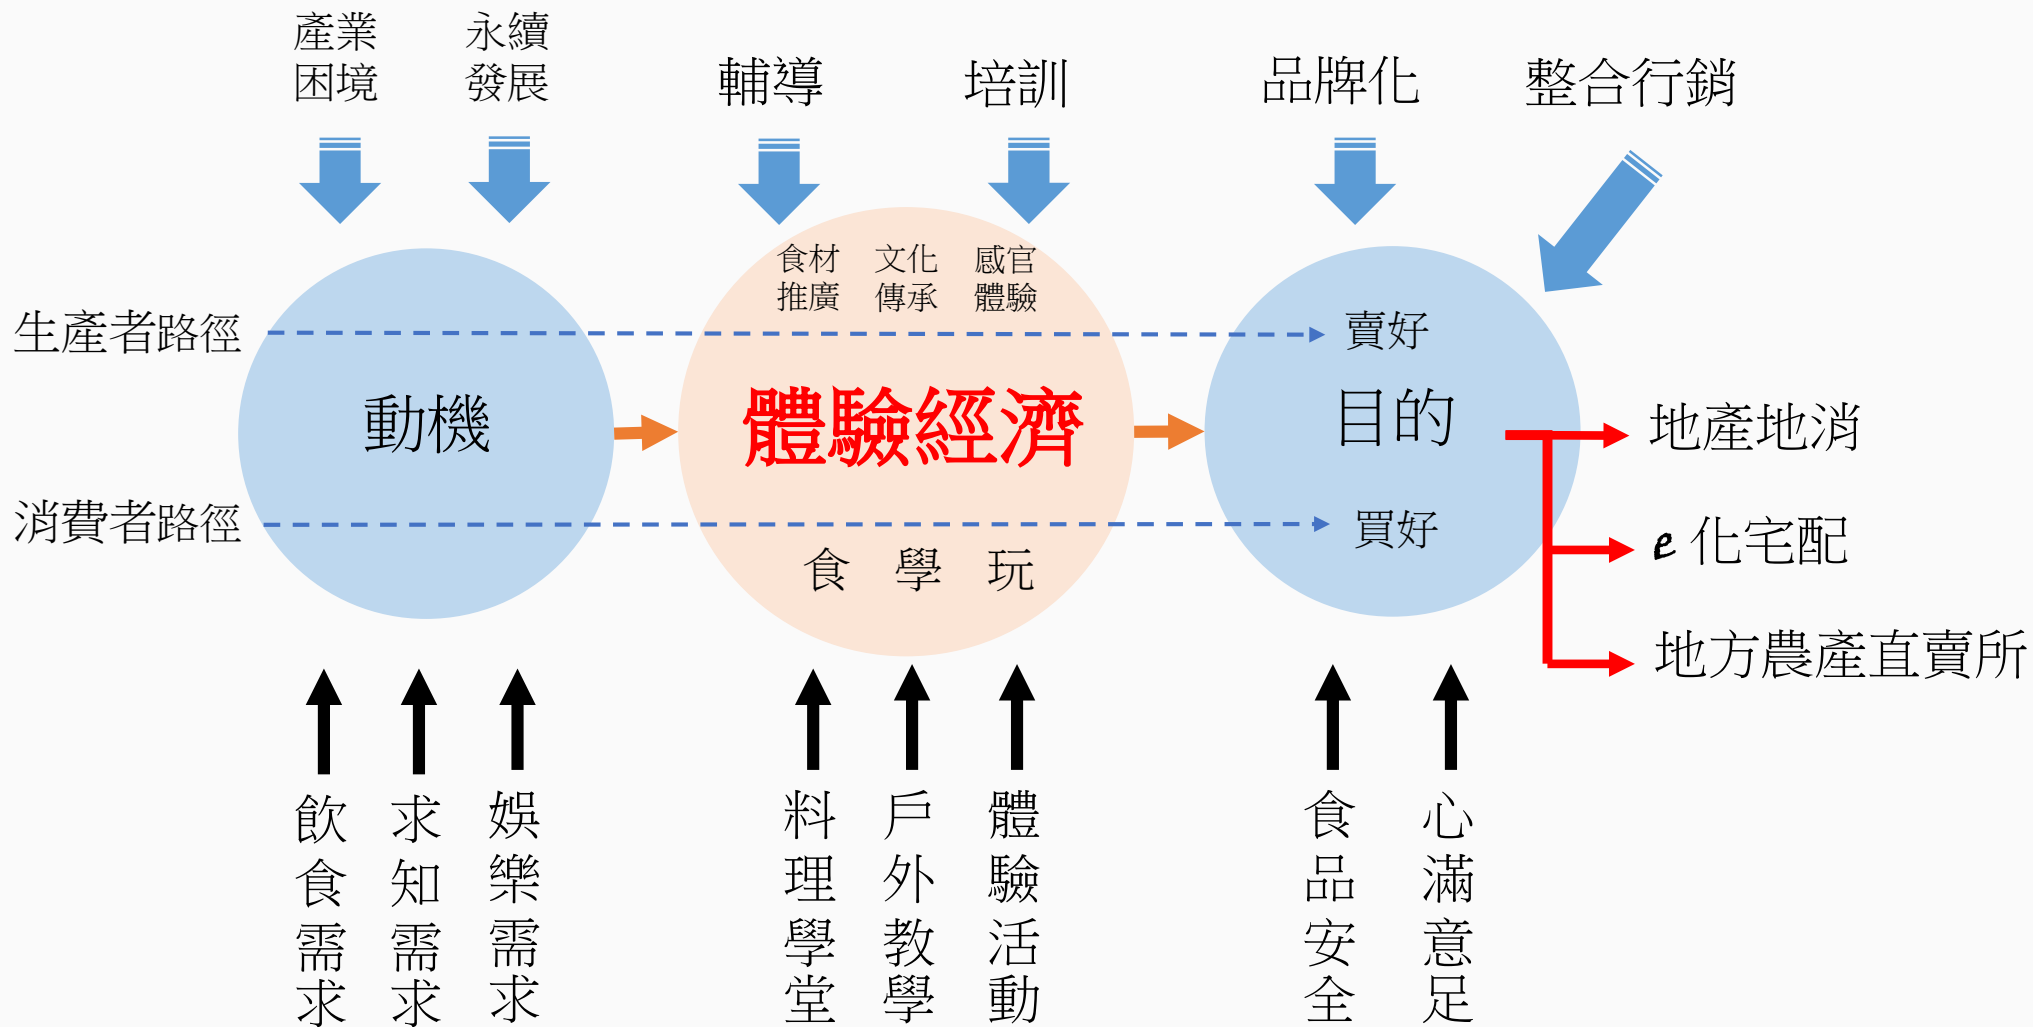 產業
困境
永續
發展
輔導
培訓
品牌化
整合行銷
食材
推廣
文化
傳承
感官
體驗
生產者路徑
賣好
動機
體驗經濟
目的
地產地消
消費者路徑
買好
e 化宅配
食 學 玩
地方農產直賣所
飲食需求
求知需求
娛樂需求
料理學堂
戶外教學
體驗活動
食品安全
心滿意足